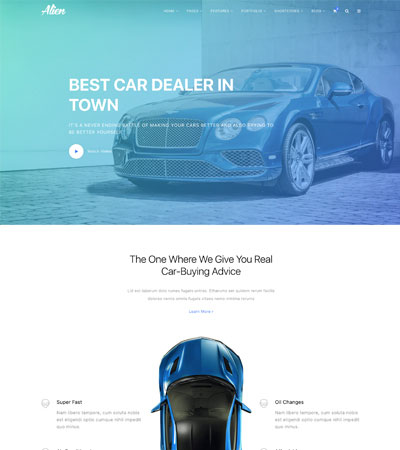 Alien
HOME PAGES FEATURES PORTFOLIO SHORTCODES BLOG
BEST CAR DEALER IN
TOWN
IT'S A NEVER ENDING BATTLE OF MAKING YOUR CARS BETTER AND ALSO TRYING TO
BE BETTER YOURSELF
Watch Video
The One Where We Give You Real
Car-Buying Advice
Learn More
Super Fast
Nam libero tempore, cum soluta nobis
est eligendi optio cumque nihil impedit
quo minus.
Oil Charges
Nam libero tempore, cum soluta nobis
est eligendi optio cumque nihil impedit
quo minus.